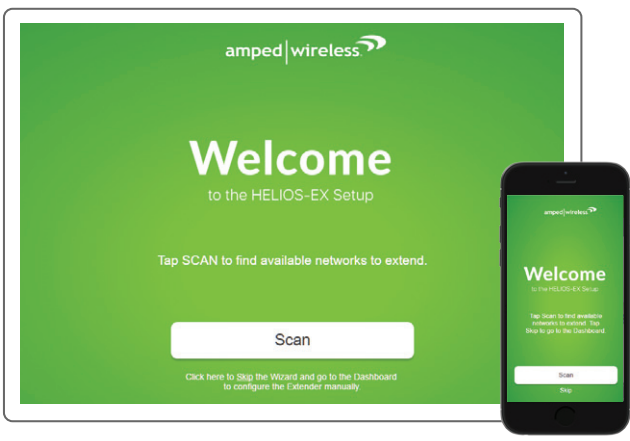 amped|wireless
Welcome
to the HELIOS-EX Setup
Tap SCAN to find available networks to extend.
Scan
Click here to Skip the Wizard and go to the Dashboard
to configure the Extender manually.
amped|wireless
Welcome
to the HELIOS-EX Setup
Tap Scan to find available
networks to extend. Tap
Skip to go to the Dashboard.
Scan
Skip